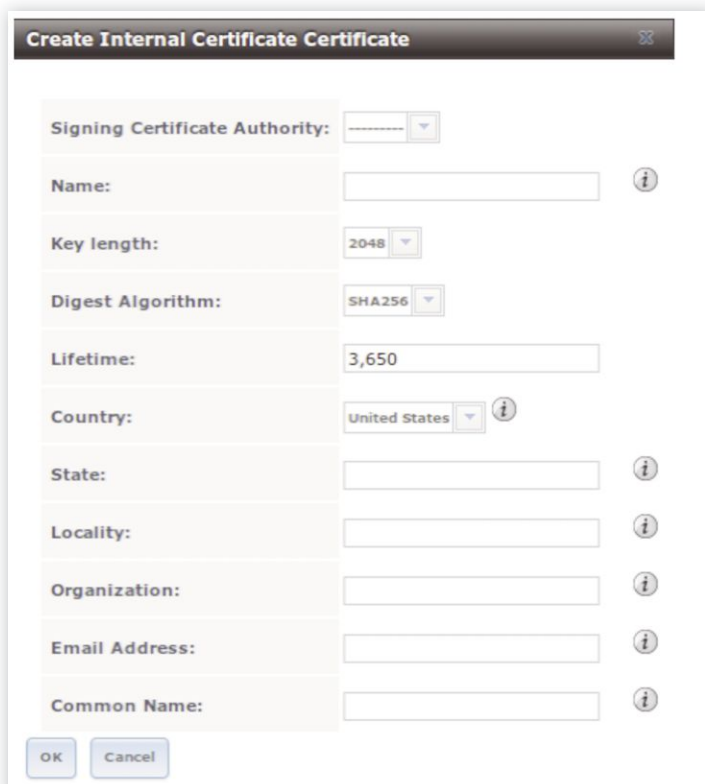 Create Internal Certificate Certificate
Signing Certificate Authority: ---------
Name:
Key length: 2048
Digest Algorithm: SHA256
Lifetime: 3,650
Country: United States
State:
Locality:
Organization:
Email Address:
Common Name:
OK Cancel